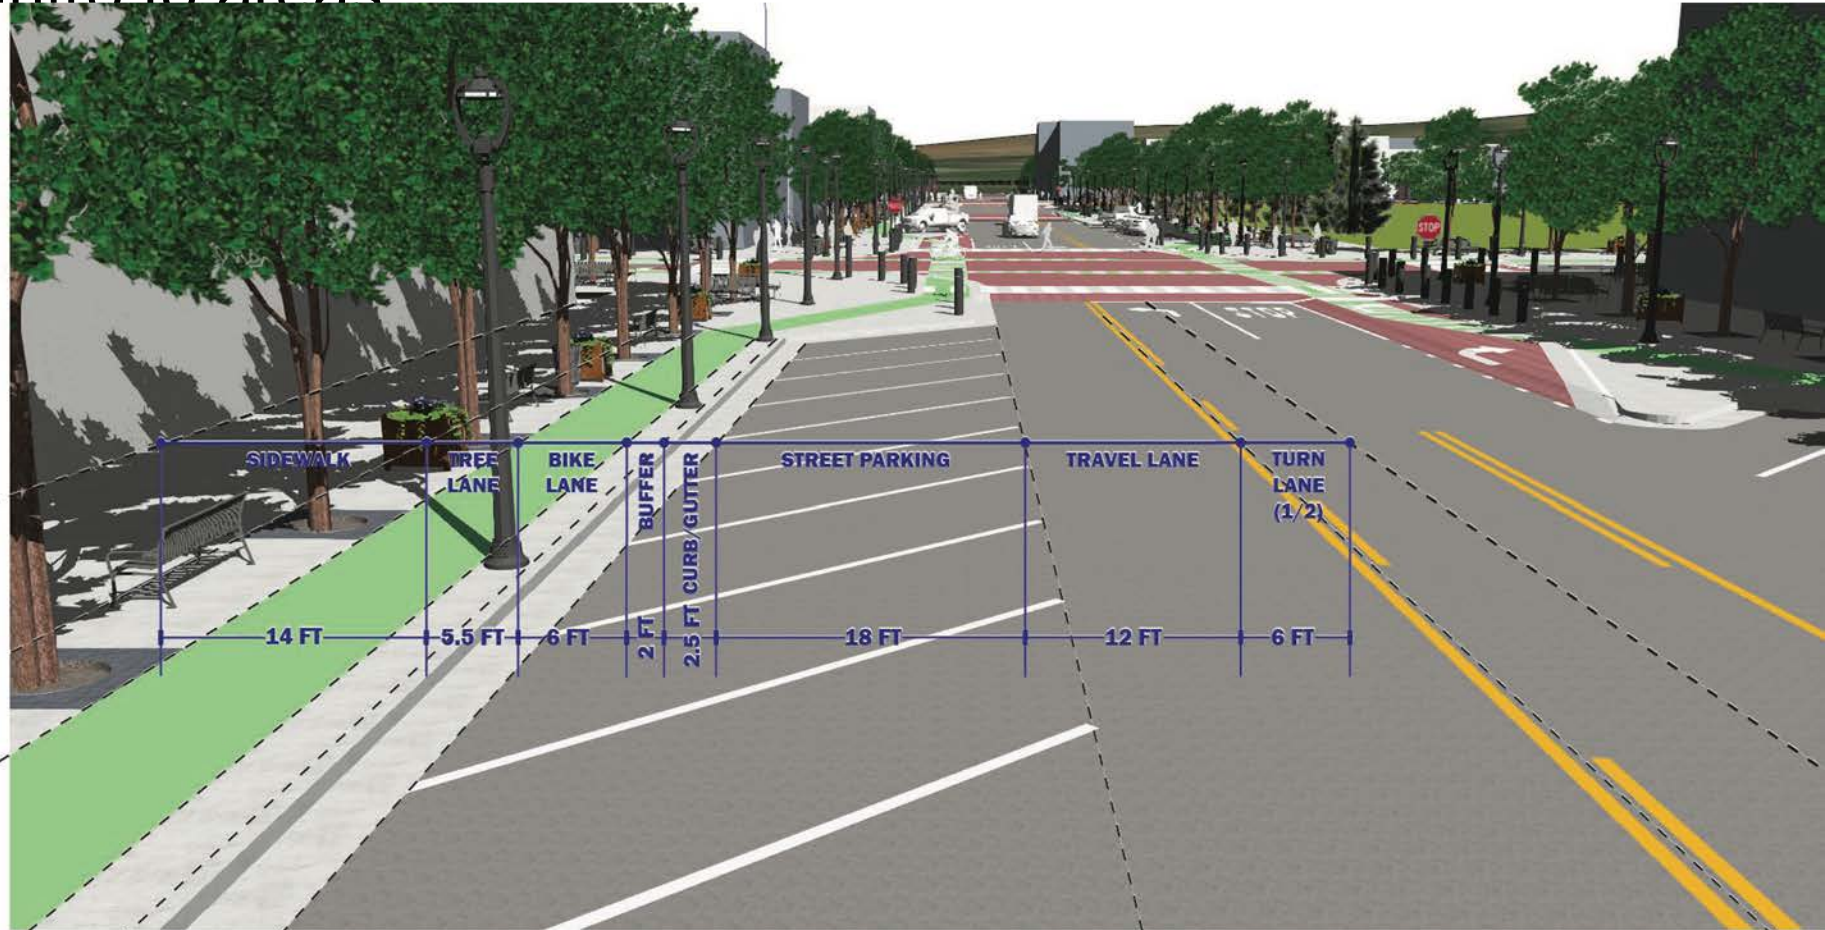 STOP
STOP
SIDEWALK
TREE
LANE
BIKE
LANE
BUFFER
2.5 FT CURB/GUTTER
STREET PARKING
TRAVEL LANE
TURN
LANE
(1/2)
14 FT
5.5 FT
6 FT
2 FT
18 FT
12 FT
6 FT